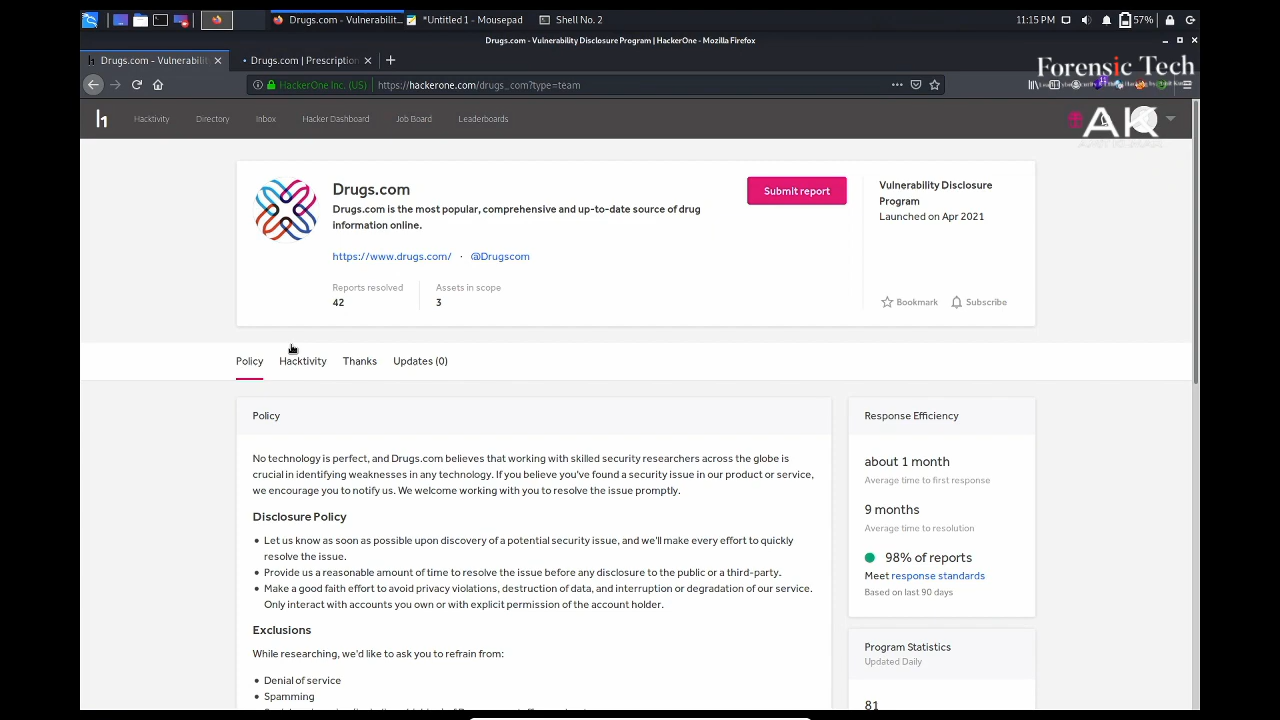 Drugs.com - Vulnerabilit...
*Untitled 1 - Mousepad
Shell No. 2
11:15 PM
57%
Drugs.com - Vulnerability Disclosure Program | HackerOne - Mozilla Firefox
Drugs.com - Vulnerabilit
Drugs.com | Prescription
Forensic Tech
HackerOne Inc. (US)
https://hackerone.com/drugs_com?type=team
h1
Hacktivity
Directory
Inbox
Hacker Dashboard
Job Board
Leaderboards
AK
Drugs.com
Drugs.com is the most popular, comprehensive and up-to-date source of drug
information online.
https://www.drugs.com/ · @Drugscom
Reports resolved
42
Assets in scope
3
Submit report
Vulnerability Disclosure
Program
Launched on Apr 2021
Bookmark
Subscribe
Policy
Hacktivity
Thanks
Updates (0)
Policy
No technology is perfect, and Drugs.com believes that working with skilled security researchers across the globe is
crucial in identifying weaknesses in any technology. If you believe you've found a security issue in our product or service,
we encourage you to notify us. We welcome working with you to resolve the issue promptly.
Disclosure Policy
• Let us know as soon as possible upon discovery of a potential security issue, and we'll make every effort to quickly
resolve the issue.
• Provide us a reasonable amount of time to resolve the issue before any disclosure to the public or a third-party.
• Make a good faith effort to avoid privacy violations, destruction of data, and interruption or degradation of our service.
Only interact with accounts you own or with explicit permission of the account holder.
Exclusions
While researching, we'd like to ask you to refrain from:
• Denial of service
• Spamming
Response Efficiency
about 1 month
Average time to first response
9 months
Average time to resolution
98% of reports
Meet response standards
Based on last 90 days
Program Statistics
Updated Daily
81